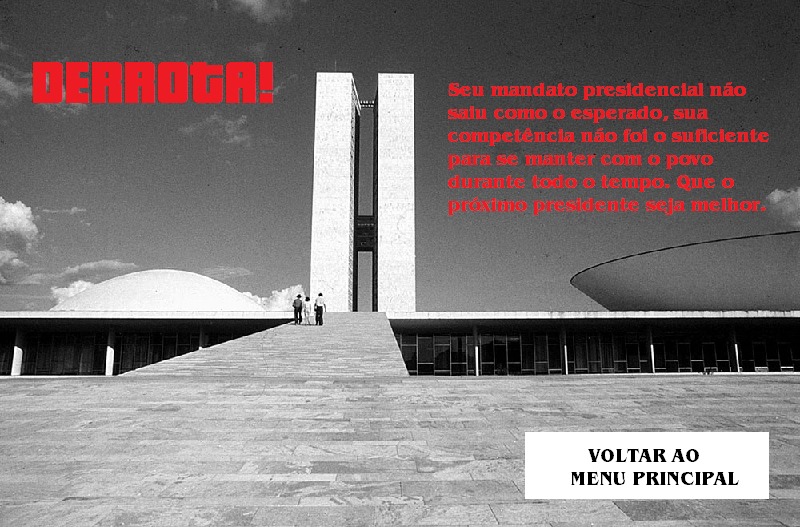 DERROTA!
Seu mandato presidencial não
saiu como o esperado, sua
competência não foi o suficiente
para se manter com o povo
durante todo o tempo. Que o
próximo presidente seja melhor.
VOLTAR AO
MENU PRINCIPAL